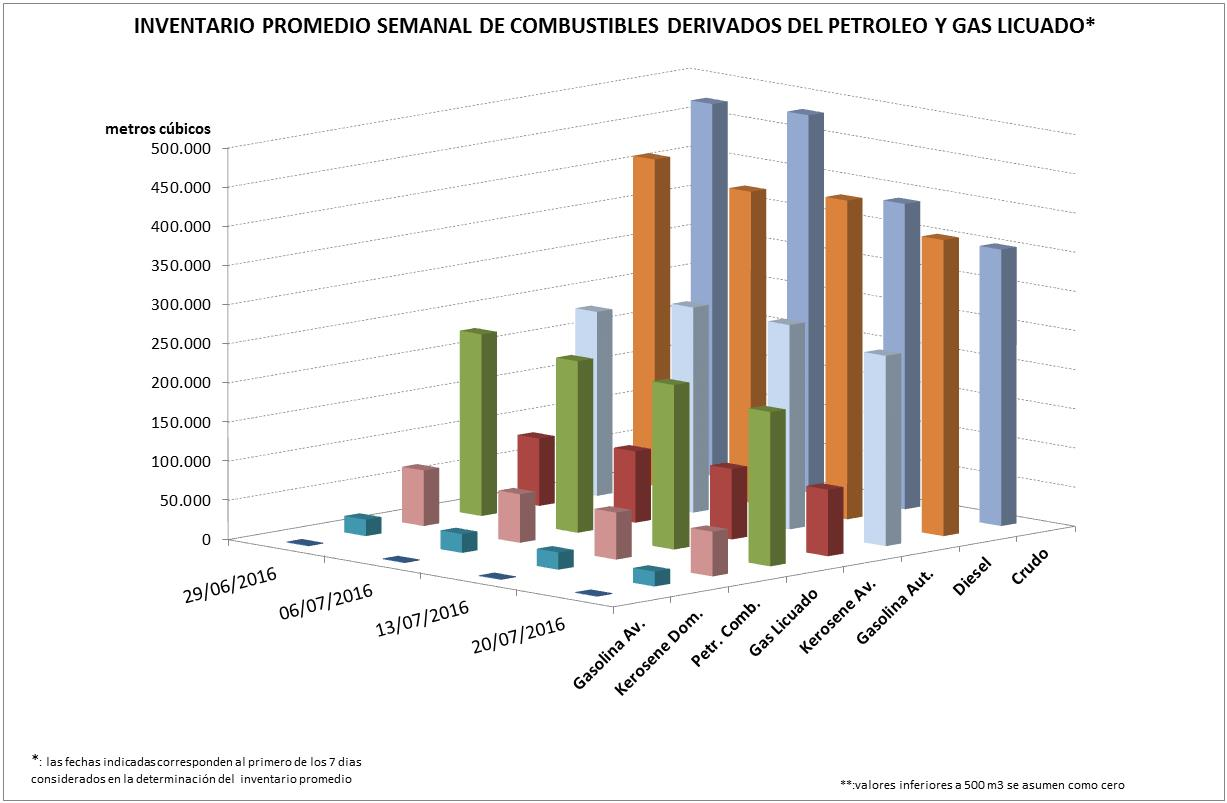 INVENTARIO PROMEDIO SEMANAL DE COMBUSTIBLES DERIVADOS DEL PETROLEO Y GAS LICUADO*
metros cúbicos
500.000
450.000
400.000
350.000
300.000
250.000
200.000
150.000
100.000
50.000
0
29/06/2016
06/07/2016
13/07/2016
20/07/2016
Gasolina Av.
Kerosene Dom.
Petr. Comb.
Gas Licuado
Kerosene Av.
Gasolina Aut.
Diesel
Crudo
*: las fechas indicadas corresponden al primero de los 7 dias
considerados en la determinación del inventario promedio
**:valores inferiores a 500 m3 se asumen como cero